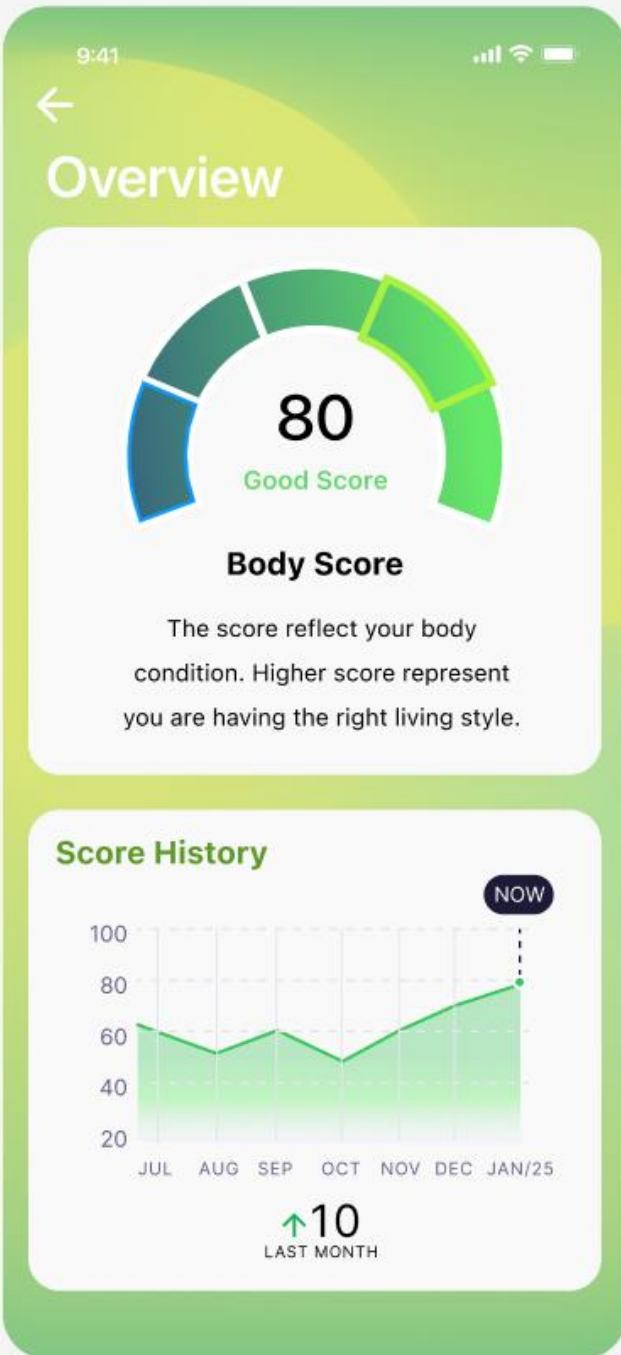 9:41
Overview
80
Good Score
Body Score
The score reflect your body
condition. Higher score represent
you are having the right living style.
Score History
NOW
100
80
60
40
20
JUL AUG SEP OCT NOV DEC JAN/25
↑10
LAST MONTH